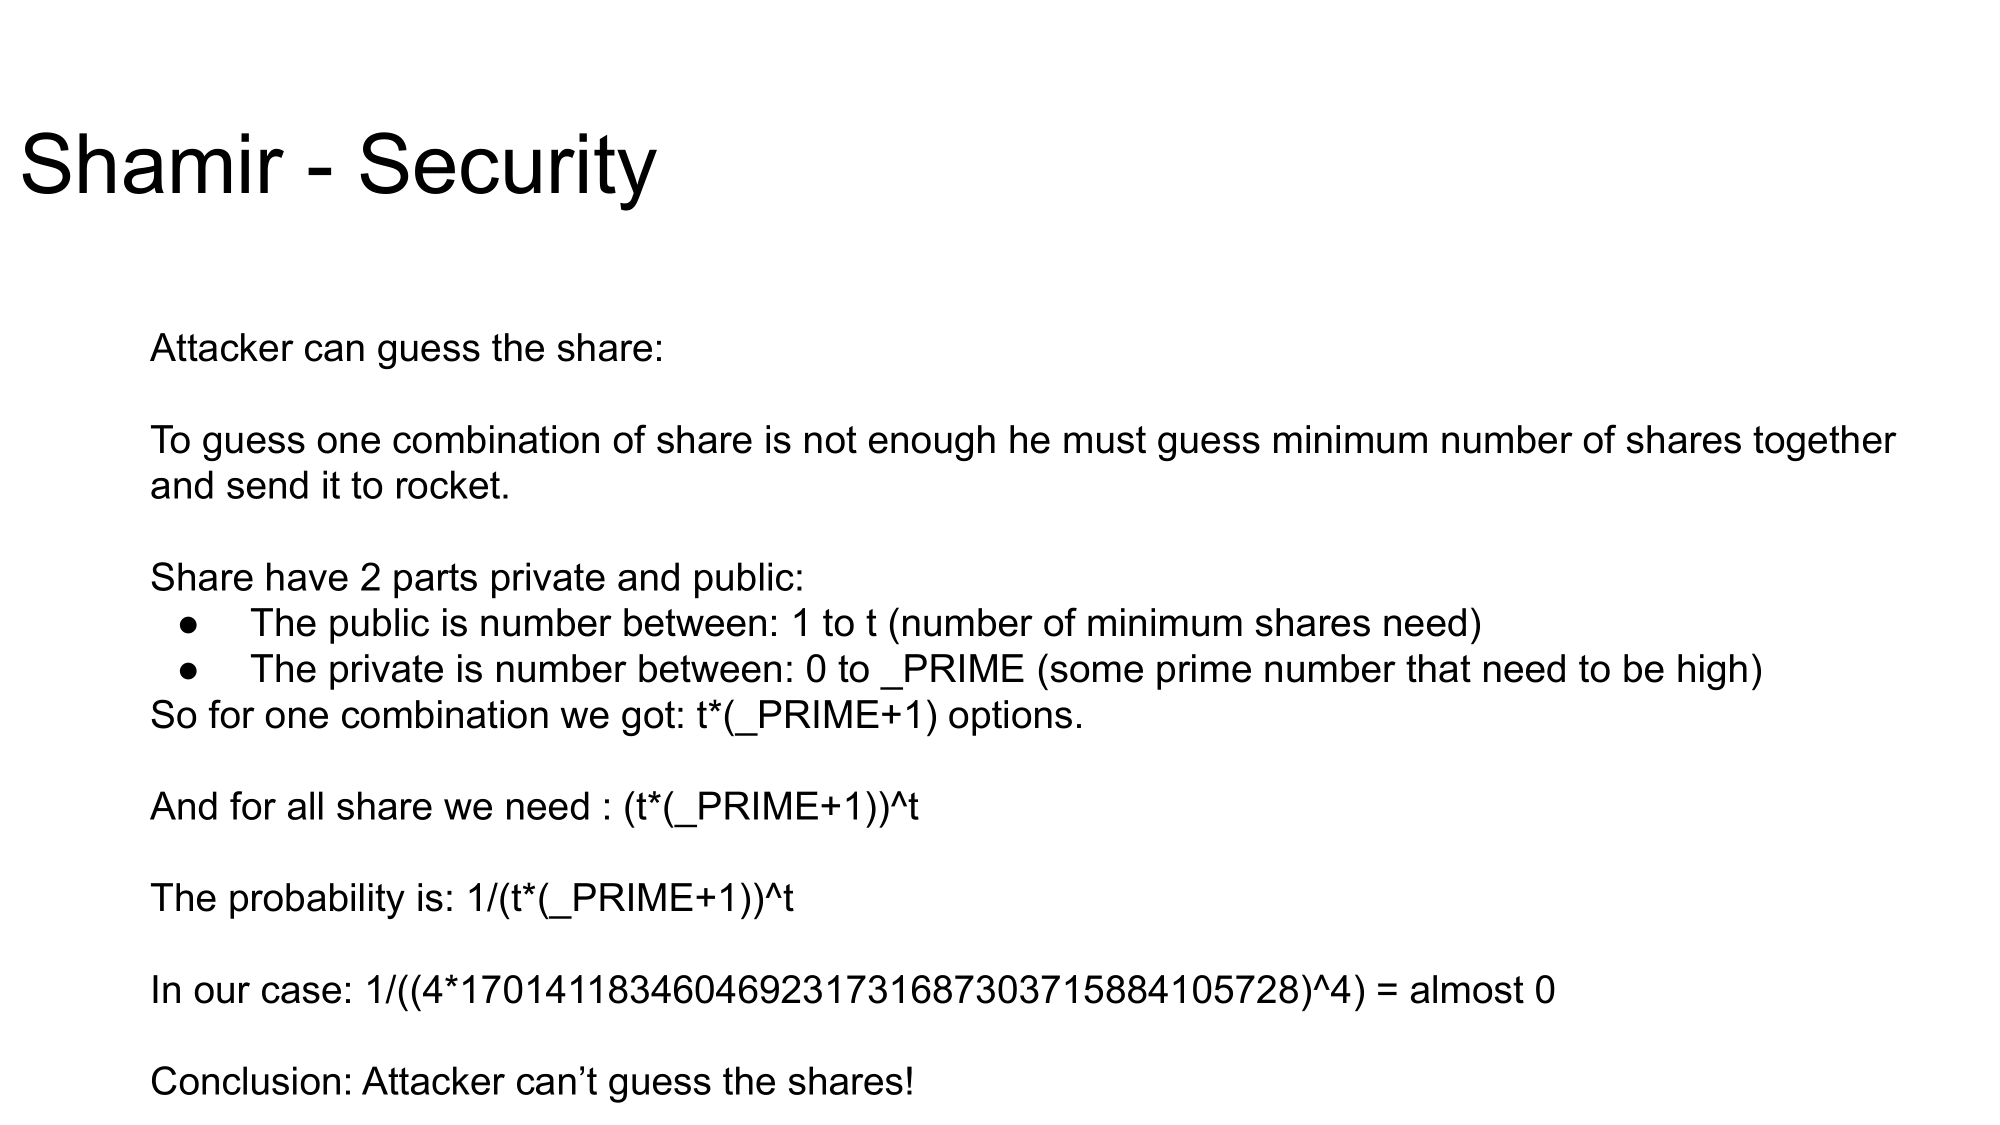 Shamir - Security
Attacker can guess the share:
To guess one combination of share is not enough he must guess minimum number of shares together
and send it to rocket.
Share have 2 parts private and public:
● The public is number between: 1 to t (number of minimum shares need)
● The private is number between: 0 to _PRIME (some prime number that need to be high)
So for one combination we got: t*(_PRIME+1) options.
And for all share we need : (t*(_PRIME+1))^t
The probability is: 1/(t*(_PRIME+1))^t
In our case: 1/((4*170141183460469231731687303715884105728)^4) = almost 0
Conclusion: Attacker can’t guess the shares!